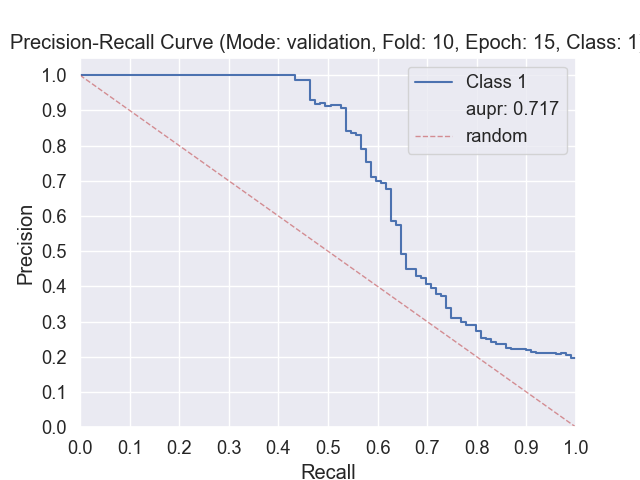 Precision-Recall Curve (Mode: validation, Fold: 10, Epoch: 15, Class: 1
Class 1
aupr: 0.717
random
1.0
0.9
0.8
0.7
0.6
0.5
0.4
0.3
0.2
0.1
0.0
Precision
0.0 0.1 0.2 0.3 0.4 0.5 0.6 0.7 0.8 0.9 1.0
Recall